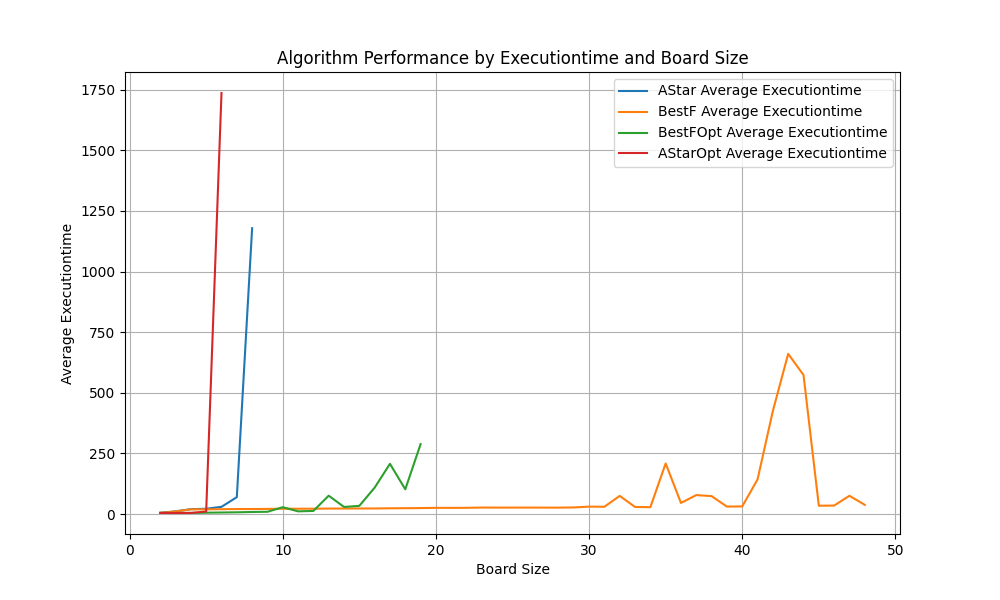 Algorithm Performance by Executiontime and Board Size
AStar Average Executiontime
BestF Average Executiontime
BestFOpt Average Executiontime
AStarOpt Average Executiontime
Average Executiontime
1750
1500
1250
1000
750
500
250
0
0 10 20 30 40 50
Board Size